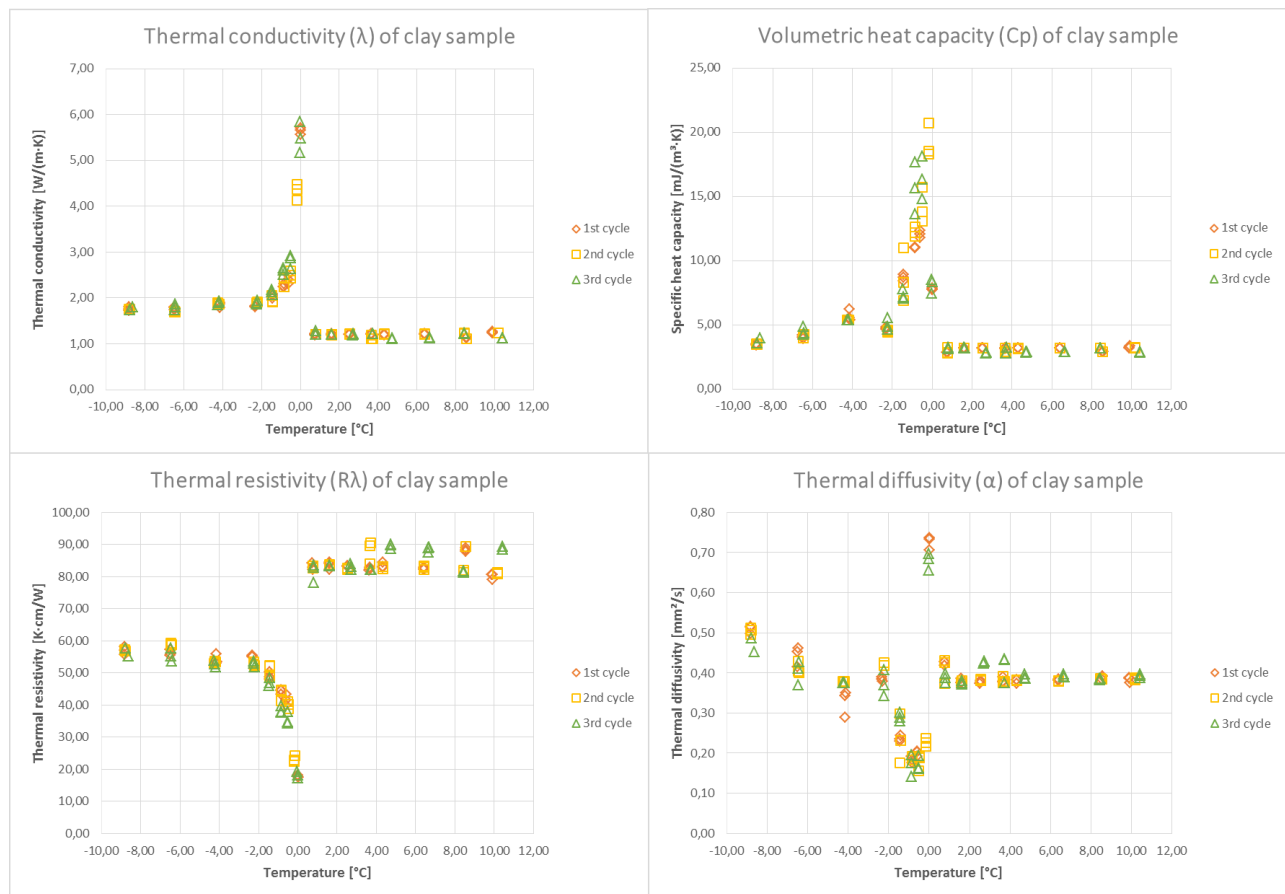 Thermal conductivity (λ) of clay sample
7,00
6,00
5,00
4,00
3,00
2,00
1,00
0,00
Thermal conductivity [W/(m·K)]
-10,00 -8,00 -6,00 -4,00 -2,00 0,00 2,00 4,00 6,00 8,00 10,00 12,00
Temperature [°C]
1st cycle
2nd cycle
3rd cycle
Volumetric heat capacity (Cp) of clay sample
25,00
20,00
15,00
10,00
5,00
0,00
Specific heat capacity [mJ/(m³·K)]
-10,00 -8,00 -6,00 -4,00 -2,00 0,00 2,00 4,00 6,00 8,00 10,00 12,00
Temperature [°C]
1st cycle
2nd cycle
3rd cycle
Thermal resistivity (Rλ) of clay sample
100,00
90,00
80,00
70,00
60,00
50,00
40,00
30,00
20,00
10,00
0,00
Thermal resistivity [K·cm/W]
-10,00 -8,00 -6,00 -4,00 -2,00 0,00 2,00 4,00 6,00 8,00 10,00 12,00
Temperature [°C]
1st cycle
2nd cycle
3rd cycle
Thermal diffusivity (α) of clay sample
0,80
0,70
0,60
0,50
0,40
0,30
0,20
0,10
0,00
Thermal diffusivity [mm²/s]
-10,00 -8,00 -6,00 -4,00 -2,00 0,00 2,00 4,00 6,00 8,00 10,00 12,00
Temperature [°C]
1st cycle
2nd cycle
3rd cycle